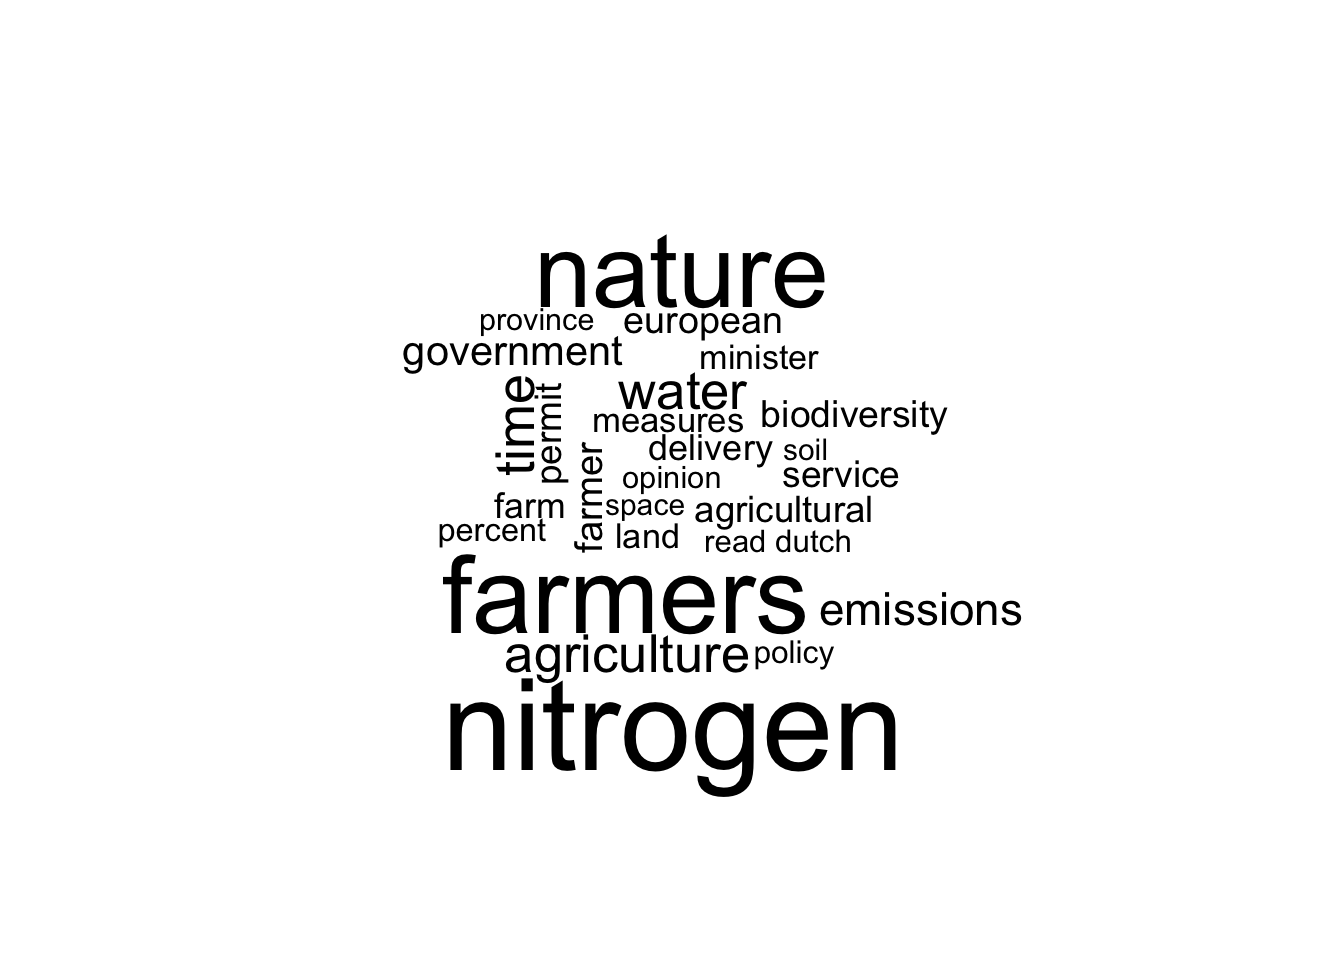 nature
province european
government minister
time permit water
measures biodiversity
farmer delivery soil
opinion service
farm space agricultural
percent land read dutch
farmers emissions
agriculture policy
nitrogen